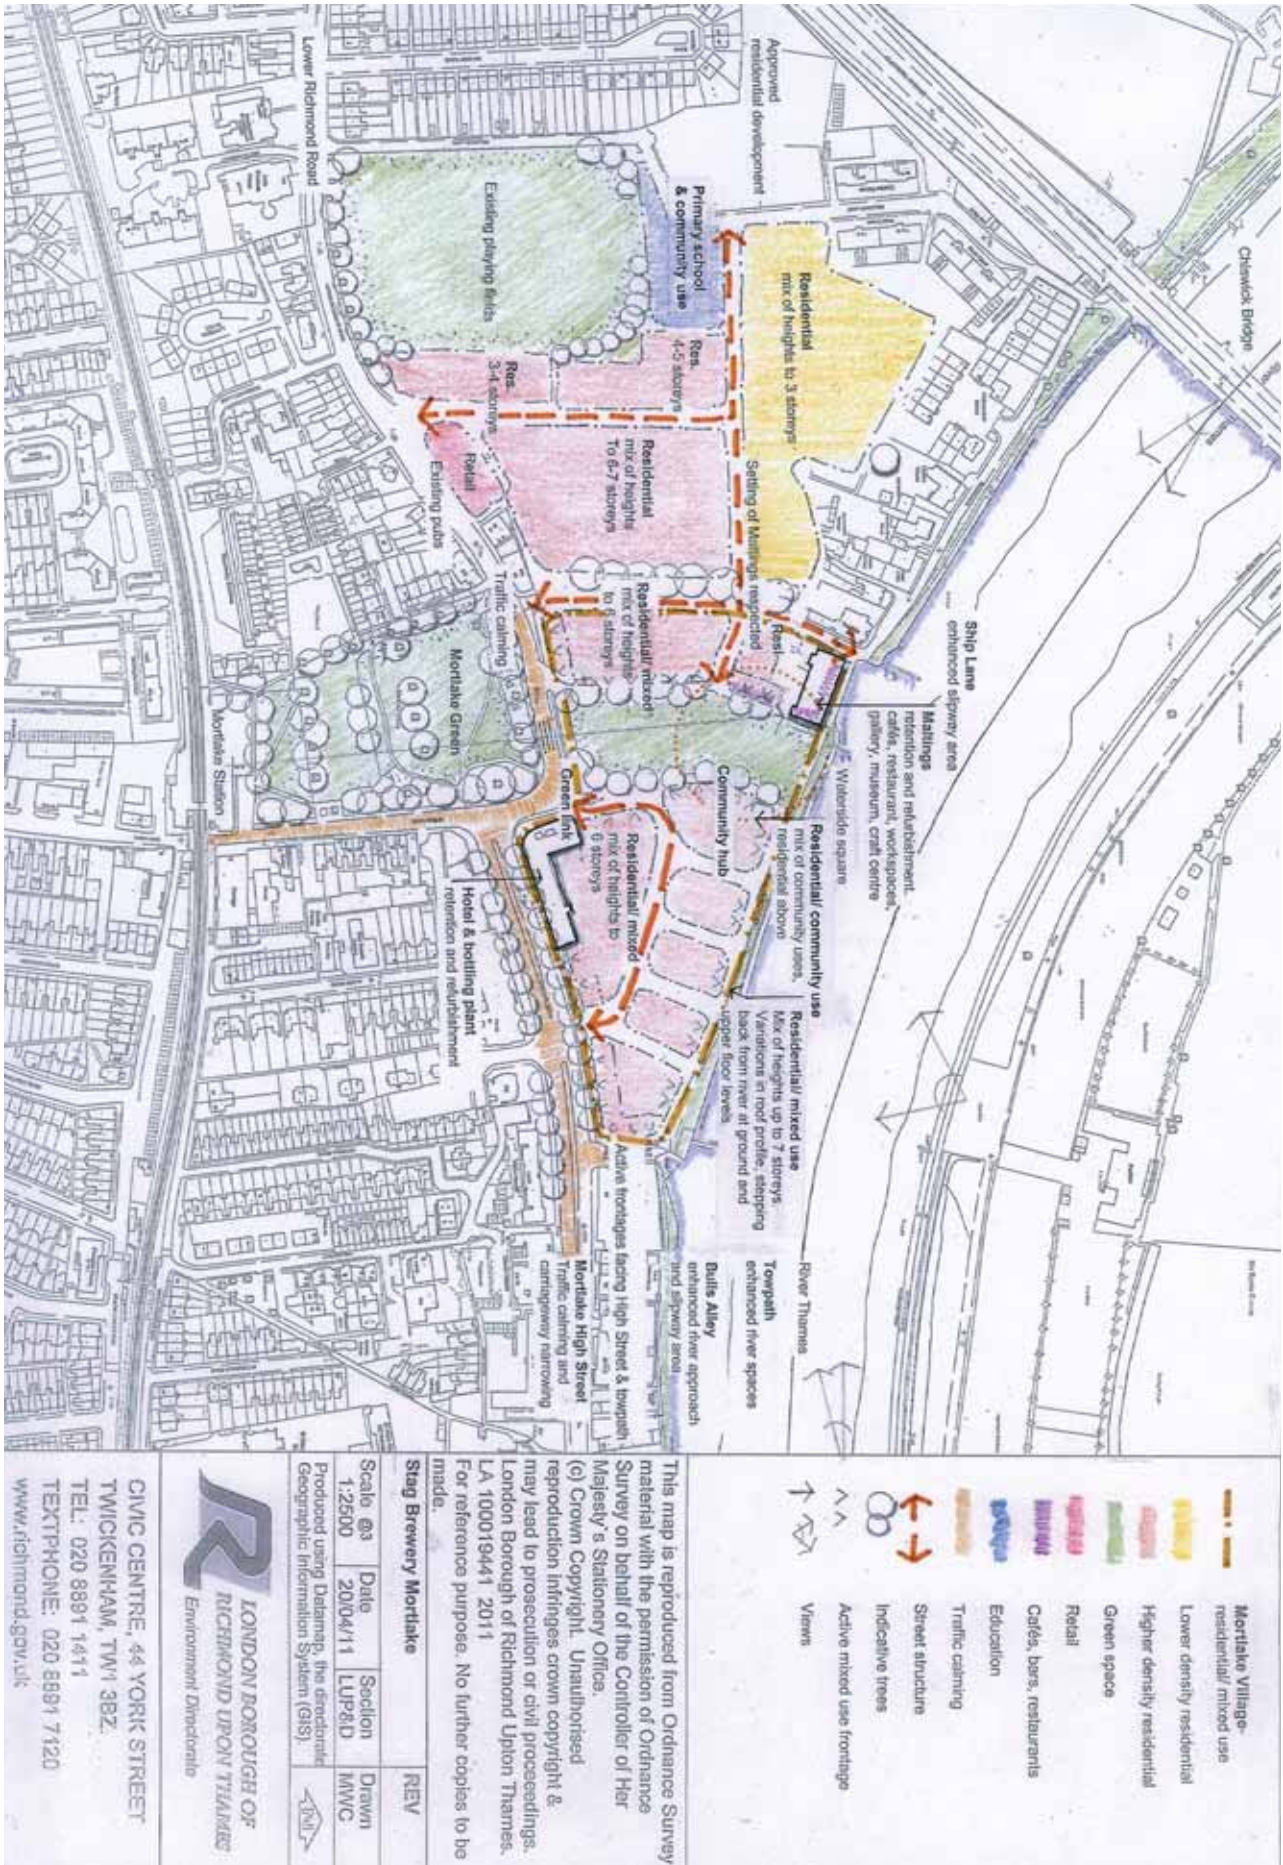 Lower Richmond Road
Approved
residential development
Chiswick Bridge
Existing playing fields
Primary school
& community use
Residential
mix of heights to 3 storeys
Res.
4-5 storeys
Res.
3-4 storeys
Residential
mix of heights
To 6-7 storeys
Retail
Existing pubs
Setting of Maltings respected
Traffic calming
Residential/ mixed
mix of heights
to 6 storeys
Resi
Ship Lane
enhanced slipway area
Maltings
retention and refurbishment
cafés, restaurant, workspaces,
gallery, museum, craft centre
Waterside square
Mortlake Green
Mortlake Station
Green link
Community hub
Residential/ community use
mix of community uses,
residential above
Residential/ mixed
mix of heights to
6 storeys
Hotel & bottling plant
retention and refurbishment
Residential/ mixed use
Mix of heights up to 7 storeys
Variations in roof profile, stepping
back from river at ground and
upper floor levels
River Thames
Towpath
enhanced river spaces
Bulls Alley
enhanced river approach
and slipway area
Active frontages facing High Street & towpath
Mortlake High Street
Traffic calming and
carriageway narrowing
Mortlake Village-
residential/ mixed use
Lower density residential
Higher density residential
Green space
Retail
Cafés, bars, restaurants
Education
Traffic calming
Street structure
Indicative trees
Active mixed use frontage
Views
This map is reproduced from Ordnance Survey
material with the permission of Ordnance
Survey on behalf of the Controller of Her
Majesty's Stationery Office.
(c) Crown Copyright. Unauthorised
reproduction infringes crown copyright &
may lead to prosecution or civil proceedings.
London Borough of Richmond Upton Thames.
LA 100019441 2011
For reference purpose. No further copies to be
made.
Stag Brewery Mortlake
REV
Scale @3
1:2500
Date
20/04/11
Section
LUP&D
Drawn
MWC
Produced using Datamap, the directorate
Geographic Information System (GIS).
N
R
LONDON BOROUGH OF
RICHMOND UPON THAMES
Environment Directorate
CIVIC CENTRE, 44 YORK STREET
TWICKENHAM, TW1 3BZ.
TEL: 020 8891 1411
TEXTPHONE: 020 8891 7120
www.richmond.gov.uk